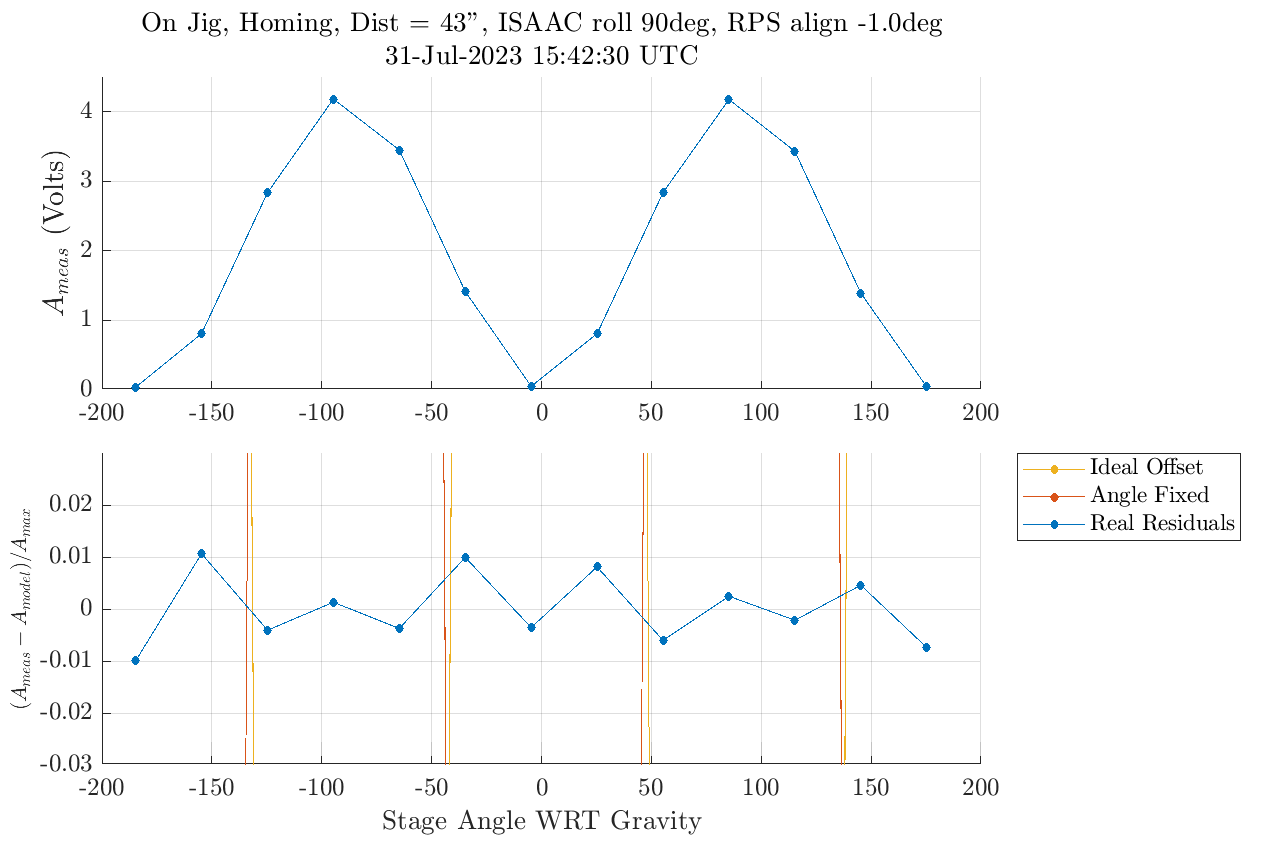 On Jig, Homing, Dist = 43”, ISAAC roll 90deg, RPS align -1.0deg
31-Jul-2023 15:42:30 UTC
A_meas (Volts)
4
3
2
1
0
-200 -150 -100 -50 0 50 100 150 200
(A_meas − A_model)/A_max
0.02
0.01
0
-0.01
-0.02
-0.03
-200 -150 -100 -50 0 50 100 150 200
Stage Angle WRT Gravity
Ideal Offset
Angle Fixed
Real Residuals